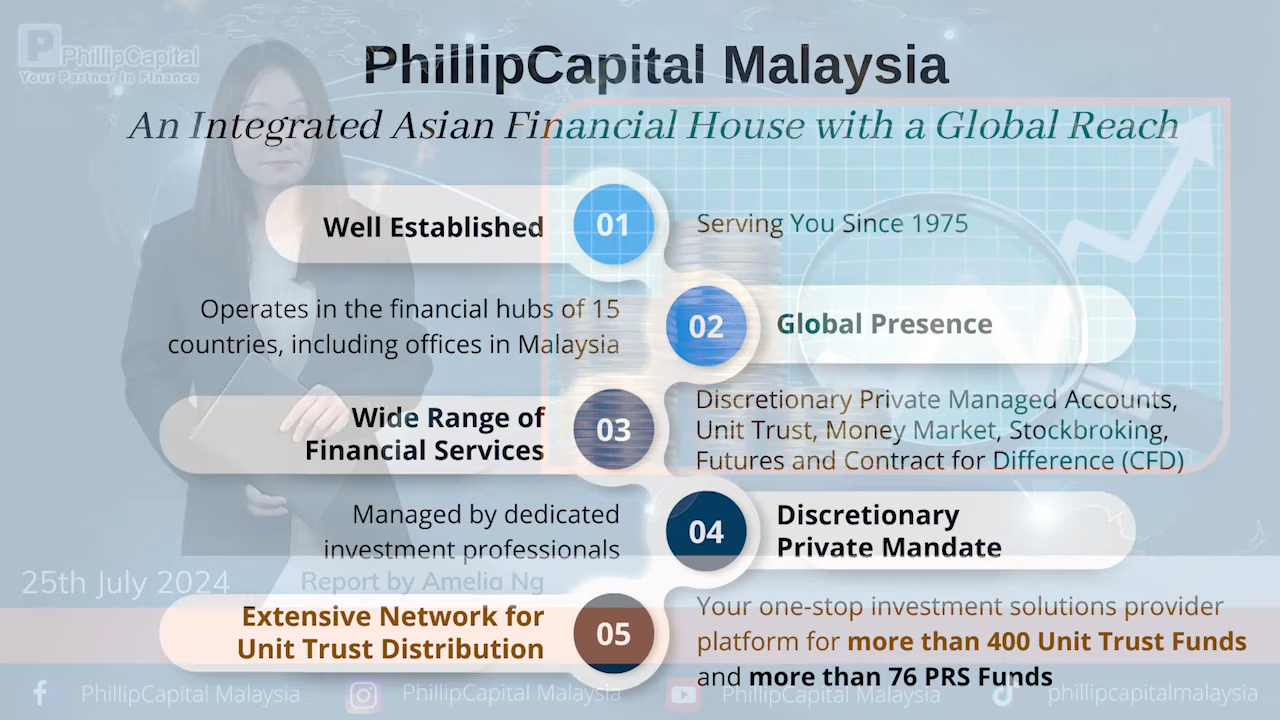 PhillipCapital
Your Partner In Finance
PhillipCapital Malaysia
An Integrated Asian Financial House with a Global Reach
Well Established
01
Serving You Since 1975
Operates in the financial hubs of 15
countries, including offices in Malaysia
02
Global Presence
Wide Range of
Financial Services
03
Discretionary Private Managed Accounts,
Unit Trust, Money Market, Stockbroking,
Futures and Contract for Difference (CFD)
Managed by dedicated
investment professionals
04
Discretionary
Private Mandate
25th July 2024
Report by Amelia Ng
Extensive Network for
Unit Trust Distribution
05
Your one-stop investment solutions provider
platform for more than 400 Unit Trust Funds
and more than 76 PRS Funds
PhillipCapital Malaysia
PhillipCapital Malaysia
PhillipCapital Malaysia
phillipcapitalmalaysia